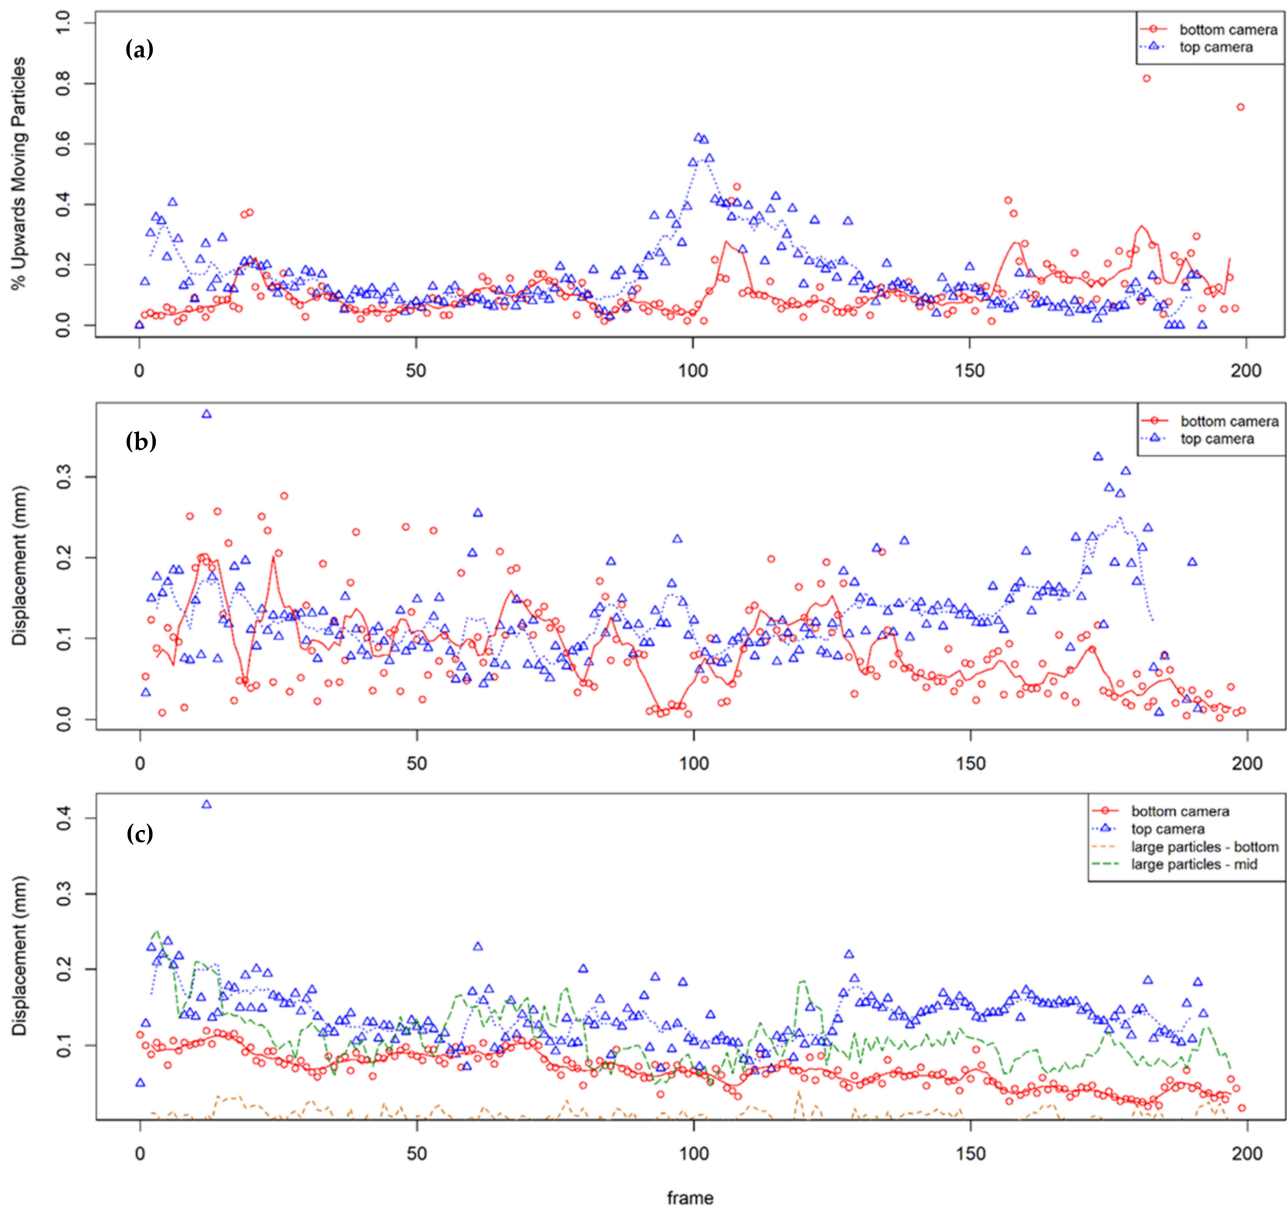 (a)
bottom camera
top camera
% Upwards Moving Particles
1.0
0.8
0.6
0.4
0.2
0.0
0 50 100 150 200
(b)
bottom camera
top camera
Displacement (mm)
0.3
0.2
0.1
0.0
0 50 100 150 200
(c)
bottom camera
top camera
large particles - bottom
large particles - mid
Displacement (mm)
0.4
0.3
0.2
0.1
0 50 100 150 200
frame